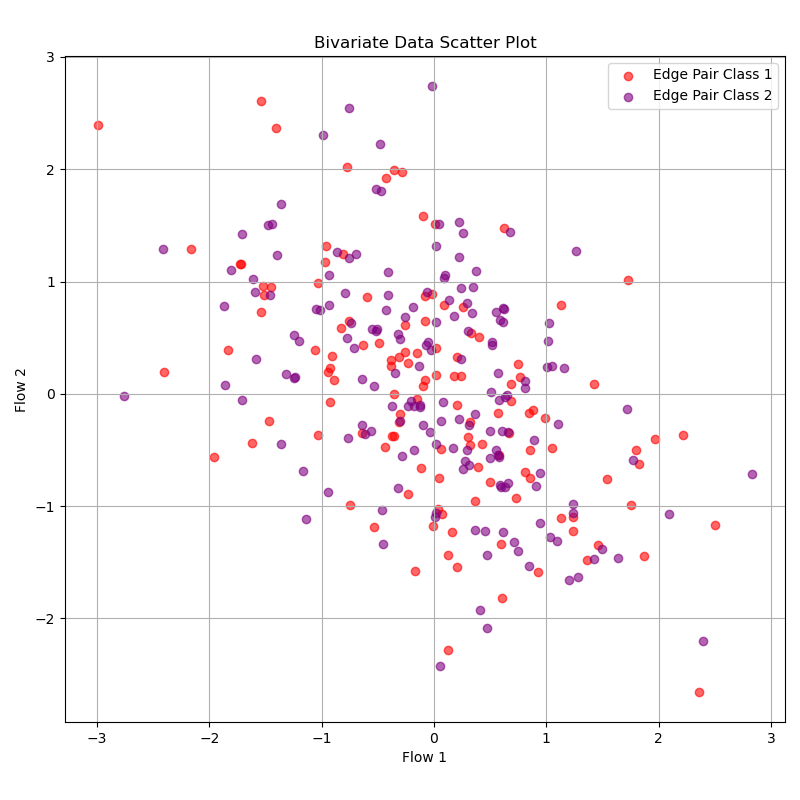 Bivariate Data Scatter Plot
Edge Pair Class 1
Edge Pair Class 2
3
2
1
0
−1
−2
Flow 2
−3
−2
−1
0
1
2
3
Flow 1